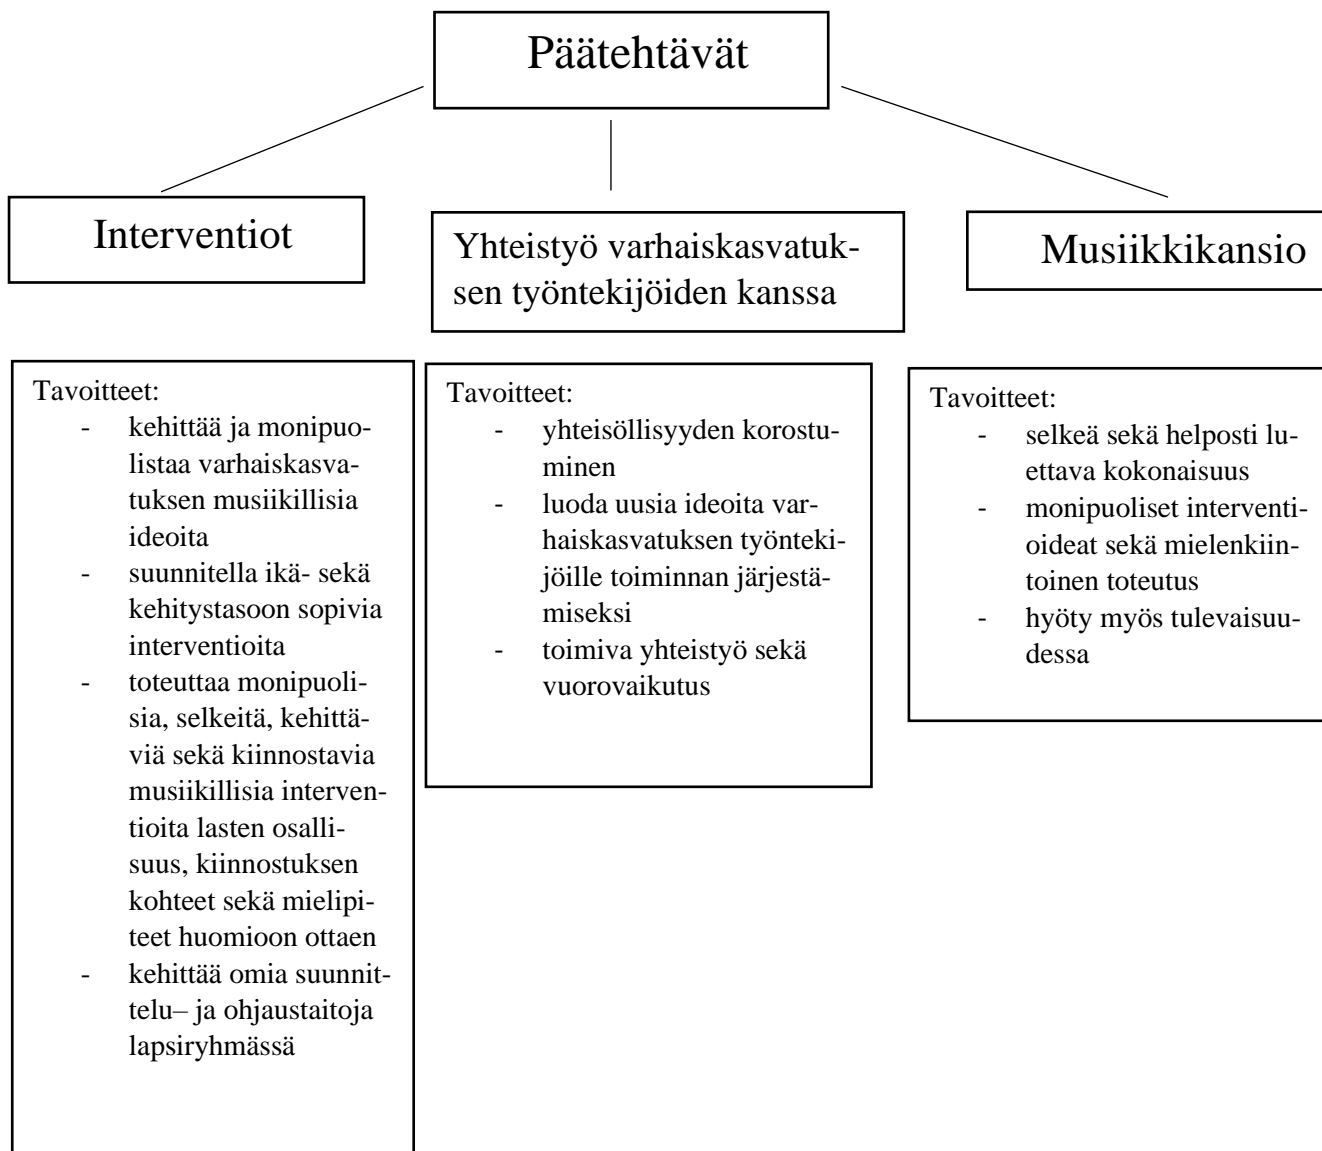 Päätehtävät
Interventiot
Yhteistyö varhaiskasvatuk-
sen työntekijöiden kanssa
Musiikkikansio
Tavoitteet:
- kehittää ja monipuo-
listaa varhaiskasva-
tuksen musiikillisia
ideoita
- suunnitella ikä- sekä
kehitystasoon sopivia
interventioita
- toteuttaa monipuoli-
sia, selkeitä, kehittä-
viä sekä kiinnostavia
musiikillisia interven-
tioita lasten osalli-
suus, kiinnostuksen
kohteet sekä mielipi-
teet huomioon ottaen
- kehittää omia suunnit-
telu– ja ohjaustaitoja
lapsiryhmässä
Tavoitteet:
- yhteisöllisyyden korostu-
minen
- luoda uusia ideoita var-
haiskasvatuksen työnteki-
jöille toiminnan järjestä-
miseksi
- toimiva yhteistyö sekä
vuorovaikutus
Tavoitteet:
- selkeä sekä helposti lu-
ettava kokonaisuus
- monipuoliset interventi-
oideat sekä mielenkiin-
toinen toteutus
- hyöty myös tulevaisuu-
dessa